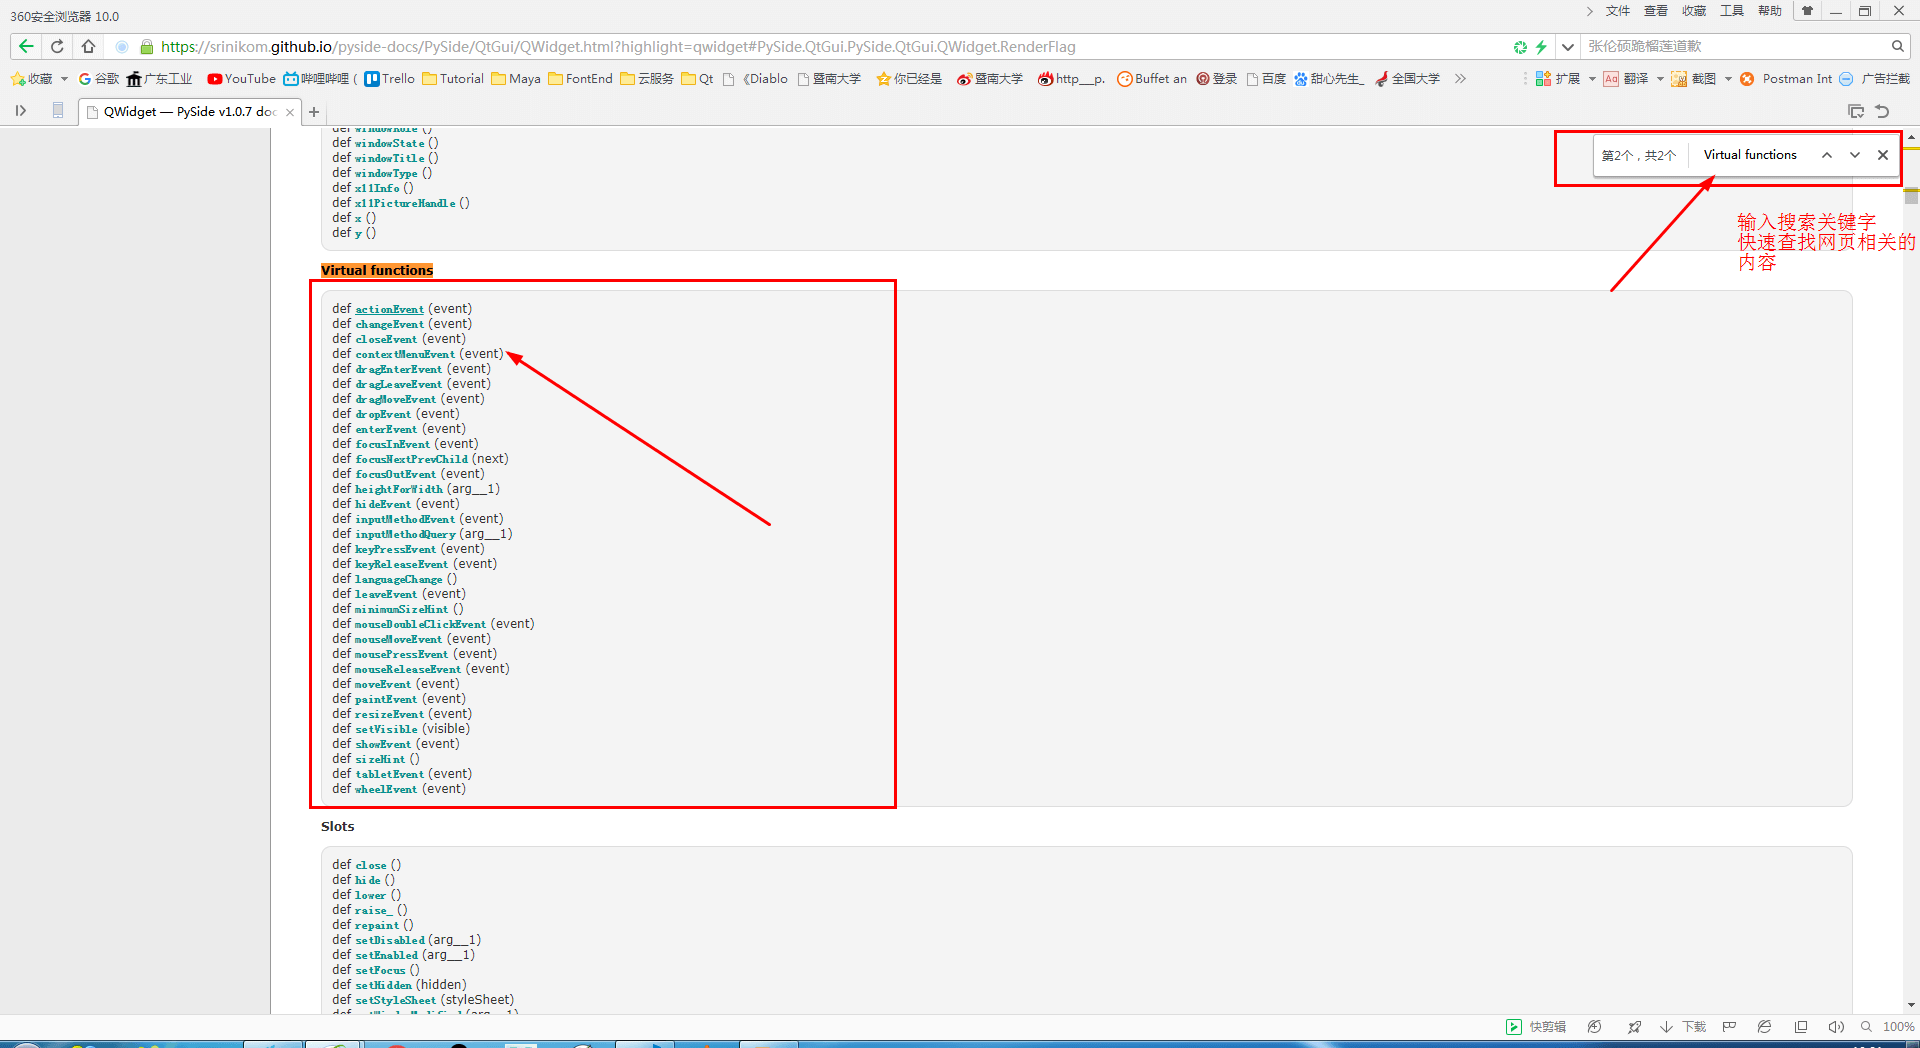 360安全浏览器 10.0
文件 查看 收藏 工具 帮助
https://srinikom.github.io/pyside-docs/PySide/QtGui/QWidget.html?highlight=qwidget#PySide.QtGui.PySide.QtGui.QWidget.RenderFlag
张伦硕跪榴莲道歉
收藏 谷歌 广东工业 YouTube 哔哩哔哩 ( Trello Tutorial Maya FontEnd 云服务 Qt 《Diablo 暨南大学 你已经是 暨南大学 http___p. Buffet an 登录 百度 甜心先生_ 全国大学 扩展 翻译 截图 Postman Int 广告拦截
QWidget — PySide v1.0.7 doc
def windowRole ()
def windowState ()
def windowTitle ()
def windowType ()
def x11Info ()
def x11PictureHandle ()
def x ()
def y ()
第2个，共2个 Virtual functions
输入搜索关键字
快速查找网页相关的
内容
Virtual functions
def actionEvent (event)
def changeEvent (event)
def closeEvent (event)
def contextMenuEvent (event)
def dragEnterEvent (event)
def dragLeaveEvent (event)
def dragMoveEvent (event)
def dropEvent (event)
def enterEvent (event)
def focusInEvent (event)
def focusNextPrevChild (next)
def focusOutEvent (event)
def heightForWidth (arg__1)
def hideEvent (event)
def inputMethodEvent (event)
def inputMethodQuery (arg__1)
def keyPressEvent (event)
def keyReleaseEvent (event)
def languageChange ()
def leaveEvent (event)
def minimumSizeHint ()
def mouseDoubleClickEvent (event)
def mouseMoveEvent (event)
def mousePressEvent (event)
def mouseReleaseEvent (event)
def moveEvent (event)
def paintEvent (event)
def resizeEvent (event)
def setVisible (visible)
def showEvent (event)
def sizeHint ()
def tabletEvent (event)
def wheelEvent (event)
Slots
def close ()
def hide ()
def lower ()
def raise_ ()
def repaint ()
def setDisabled (arg__1)
def setEnabled (arg__1)
def setFocus ()
def setHidden (hidden)
def setStyleSheet (styleSheet)
def setWindowModified (arg__1)
快剪辑 下载 100%